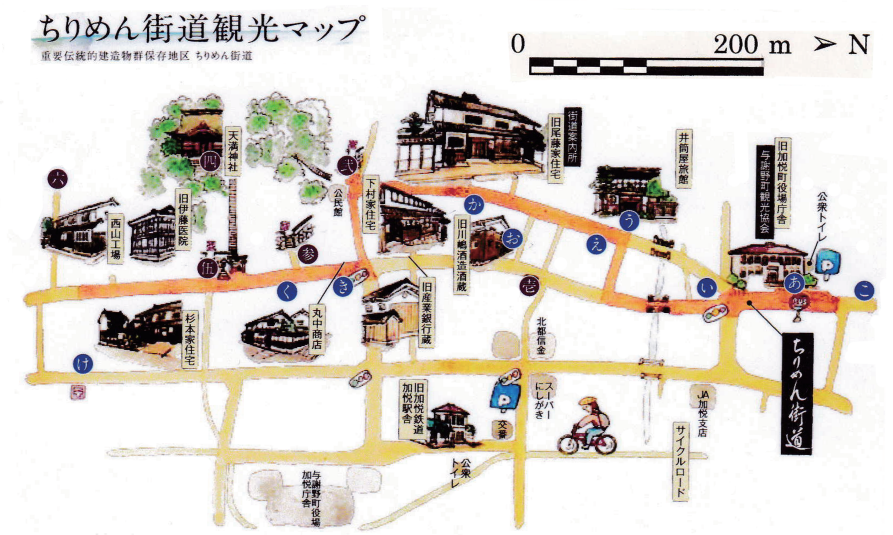 ちりめん街道観光マップ
重要伝統的建造物群保存地区 ちりめん街道
0 200 m N
六
西山工場
旧伊藤医院
四
天満神社
弐
公民館
下村家住宅
旧尾藤家住宅
街道案内所
井筒屋旅館
旧加悦町役場庁舎
与謝野町観光協会
公衆トイレ
P
参
伍
か
お
旧川嶋酒造酒蔵
う
え
い
あ
こ
く
き
杉本家住宅
丸中商店
旧産業銀行蔵
壱
北都信金
ちりめん街道
け
旧加悦鉄道
加悦駅舎
P
交番
スーパー
にしがき
JA加悦支店
サイクルロード
公衆
トイレ
与謝野町役場
加悦庁舎